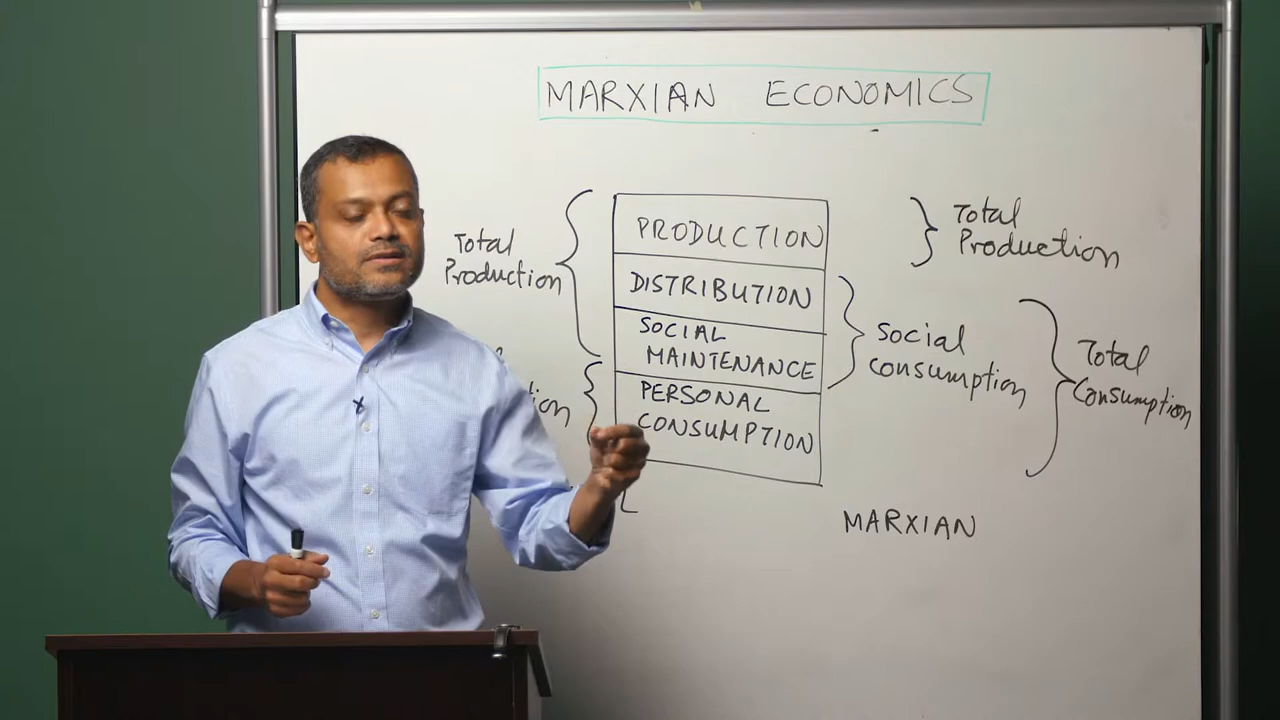 MARXIAN ECONOMICS
Total
Production
PRODUCTION
DISTRIBUTION
SOCIAL
MAINTENANCE
PERSONAL
CONSUMPTION
Total
Production
Social
Consumption
Total
Consumption
MARXIAN